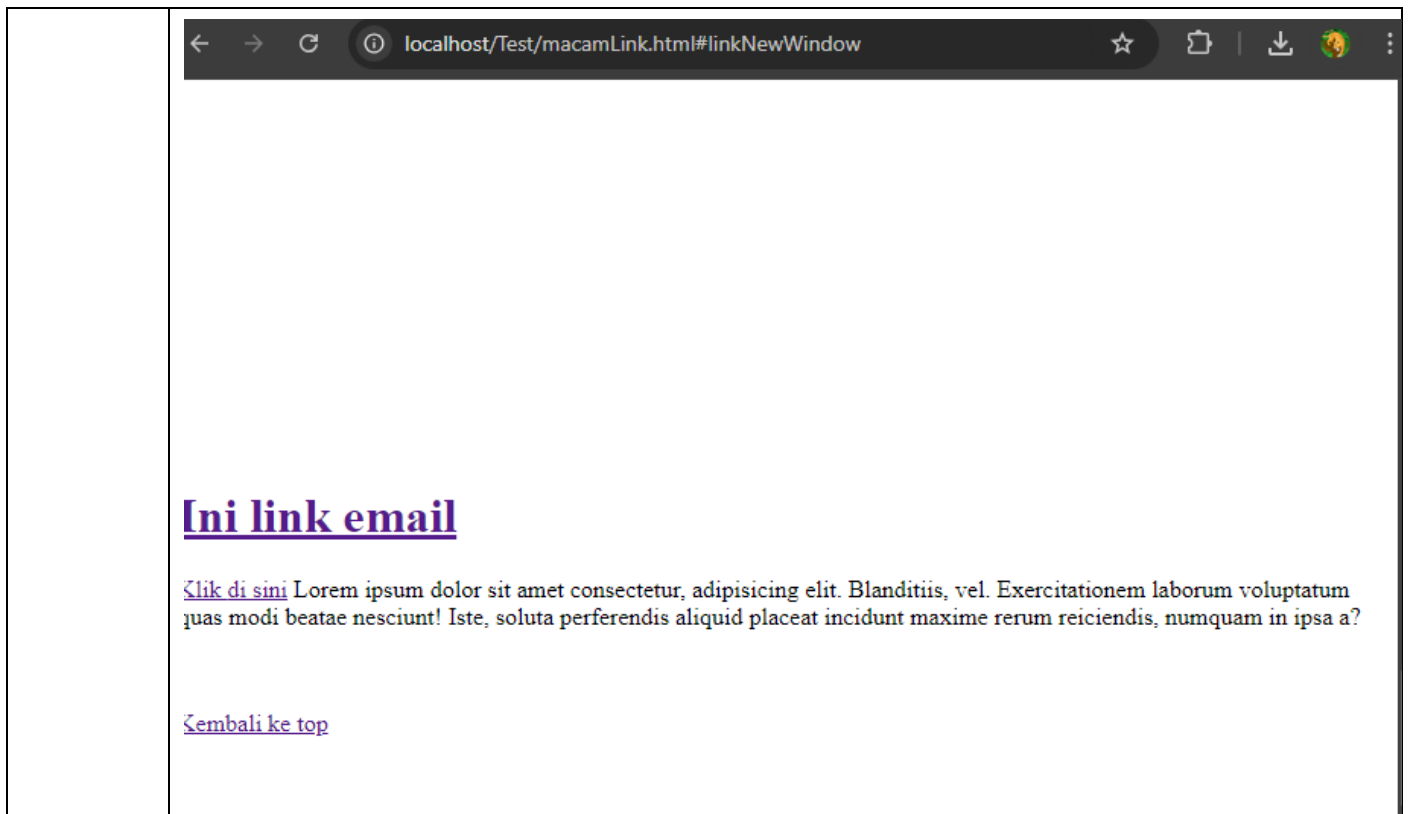 localhost/Test/macamLink.html#linkNewWindow
Ini link email
Klik di sini Lorem ipsum dolor sit amet consectetur, adipisicing elit. Blanditiis, vel. Exercitationem laborum voluptatum
quas modi beatae nesciunt! Iste, soluta perferendis aliquid placeat incidunt maxime rerum reiciendis, numquam in ipsa a?
Kembali ke top